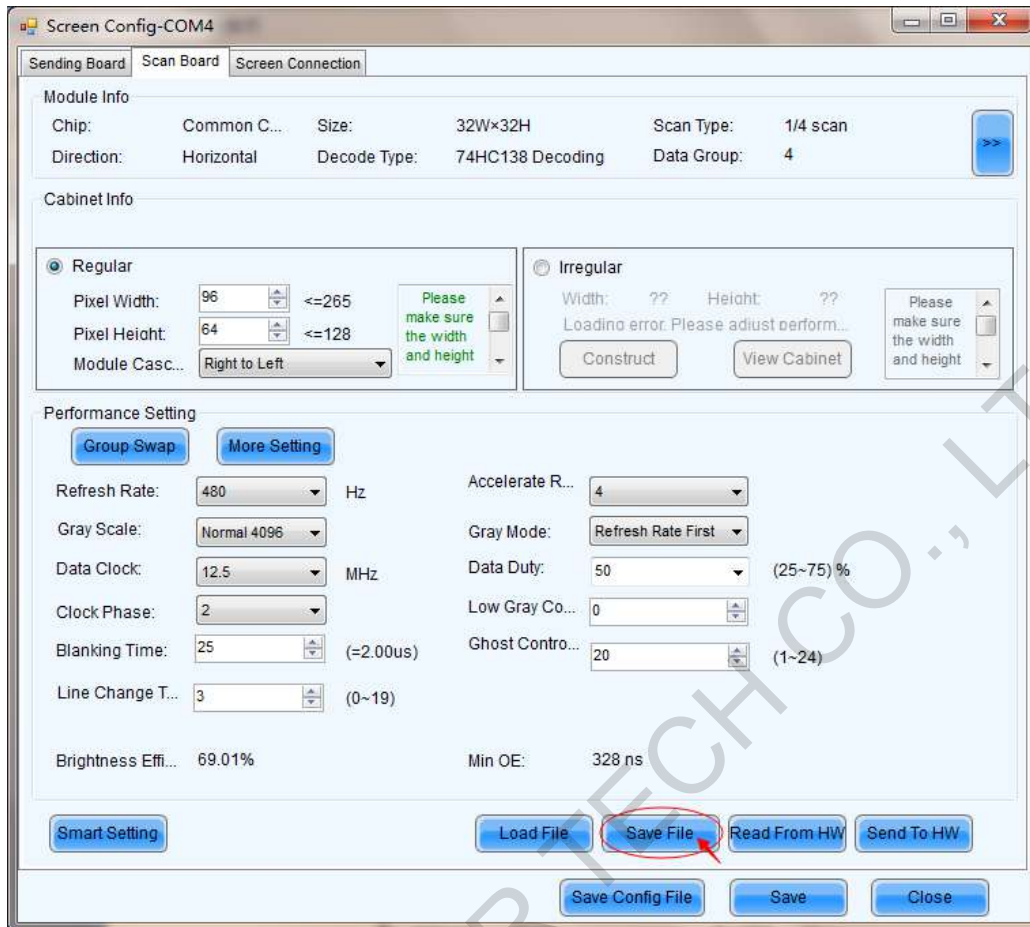 Screen Config-COM4
Sending Board Scan Board Screen Connection
Module Info
Chip: Common C... Size: 32W×32H Scan Type: 1/4 scan
Direction: Horizontal Decode Type: 74HC138 Decoding Data Group: 4
>>
Cabinet Info
Regular
Pixel Width: 96 <=265
Pixel Height: 64 <=128
Module Casc... Right to Left
Please
make sure
the width
and height
Irregular
Width: ?? Height: ??
Loading error. Please adjust perform...
Construct View Cabinet
Please
make sure
the width
and height
Performance Setting
Group Swap More Setting
Refresh Rate: 480 Hz Accelerate R... 4
Gray Scale: Normal 4096 Gray Mode: Refresh Rate First
Data Clock: 12.5 MHz Data Duty: 50 (25~75) %
Clock Phase: 2 Low Gray Co... 0
Blanking Time: 25 (=2.00us) Ghost Contro... 20 (1~24)
Line Change T... 3 (0~19)
Brightness Effi... 69.01% Min OE: 328 ns
Smart Setting Load File Save File Read From HW Send To HW
Save Config File Save Close
TECH CO., LT